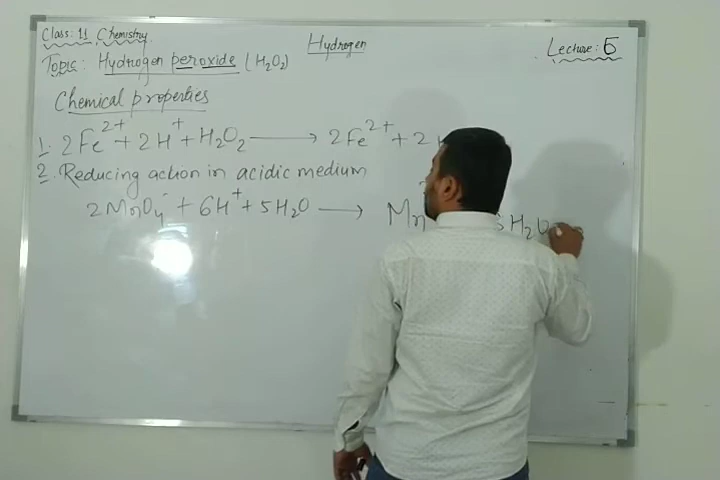 Class: 11 Chemistry
Hydrogen
Lecture: 5
Topic: Hydrogen peroxide (H₂O₂)
Chemical properties
1. 2Fe²⁺ + 2H⁺ + H₂O₂ ⟶ 2Fe²⁺ + 2
2. Reducing action in acidic medium
2MnO₄⁻ + 6H⁺ + 5H₂O ⟶ Mn H₂O